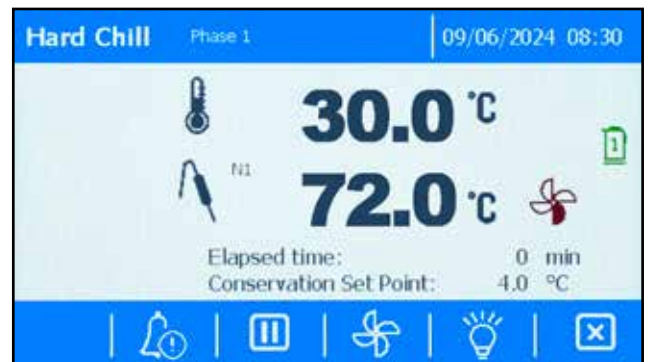 Hard Chill Phase 1 09/06/2024 08:30
30.0 °C
1
N1 72.0 °C
Elapsed time: 0 min
Conservation Set Point: 4.0 °C